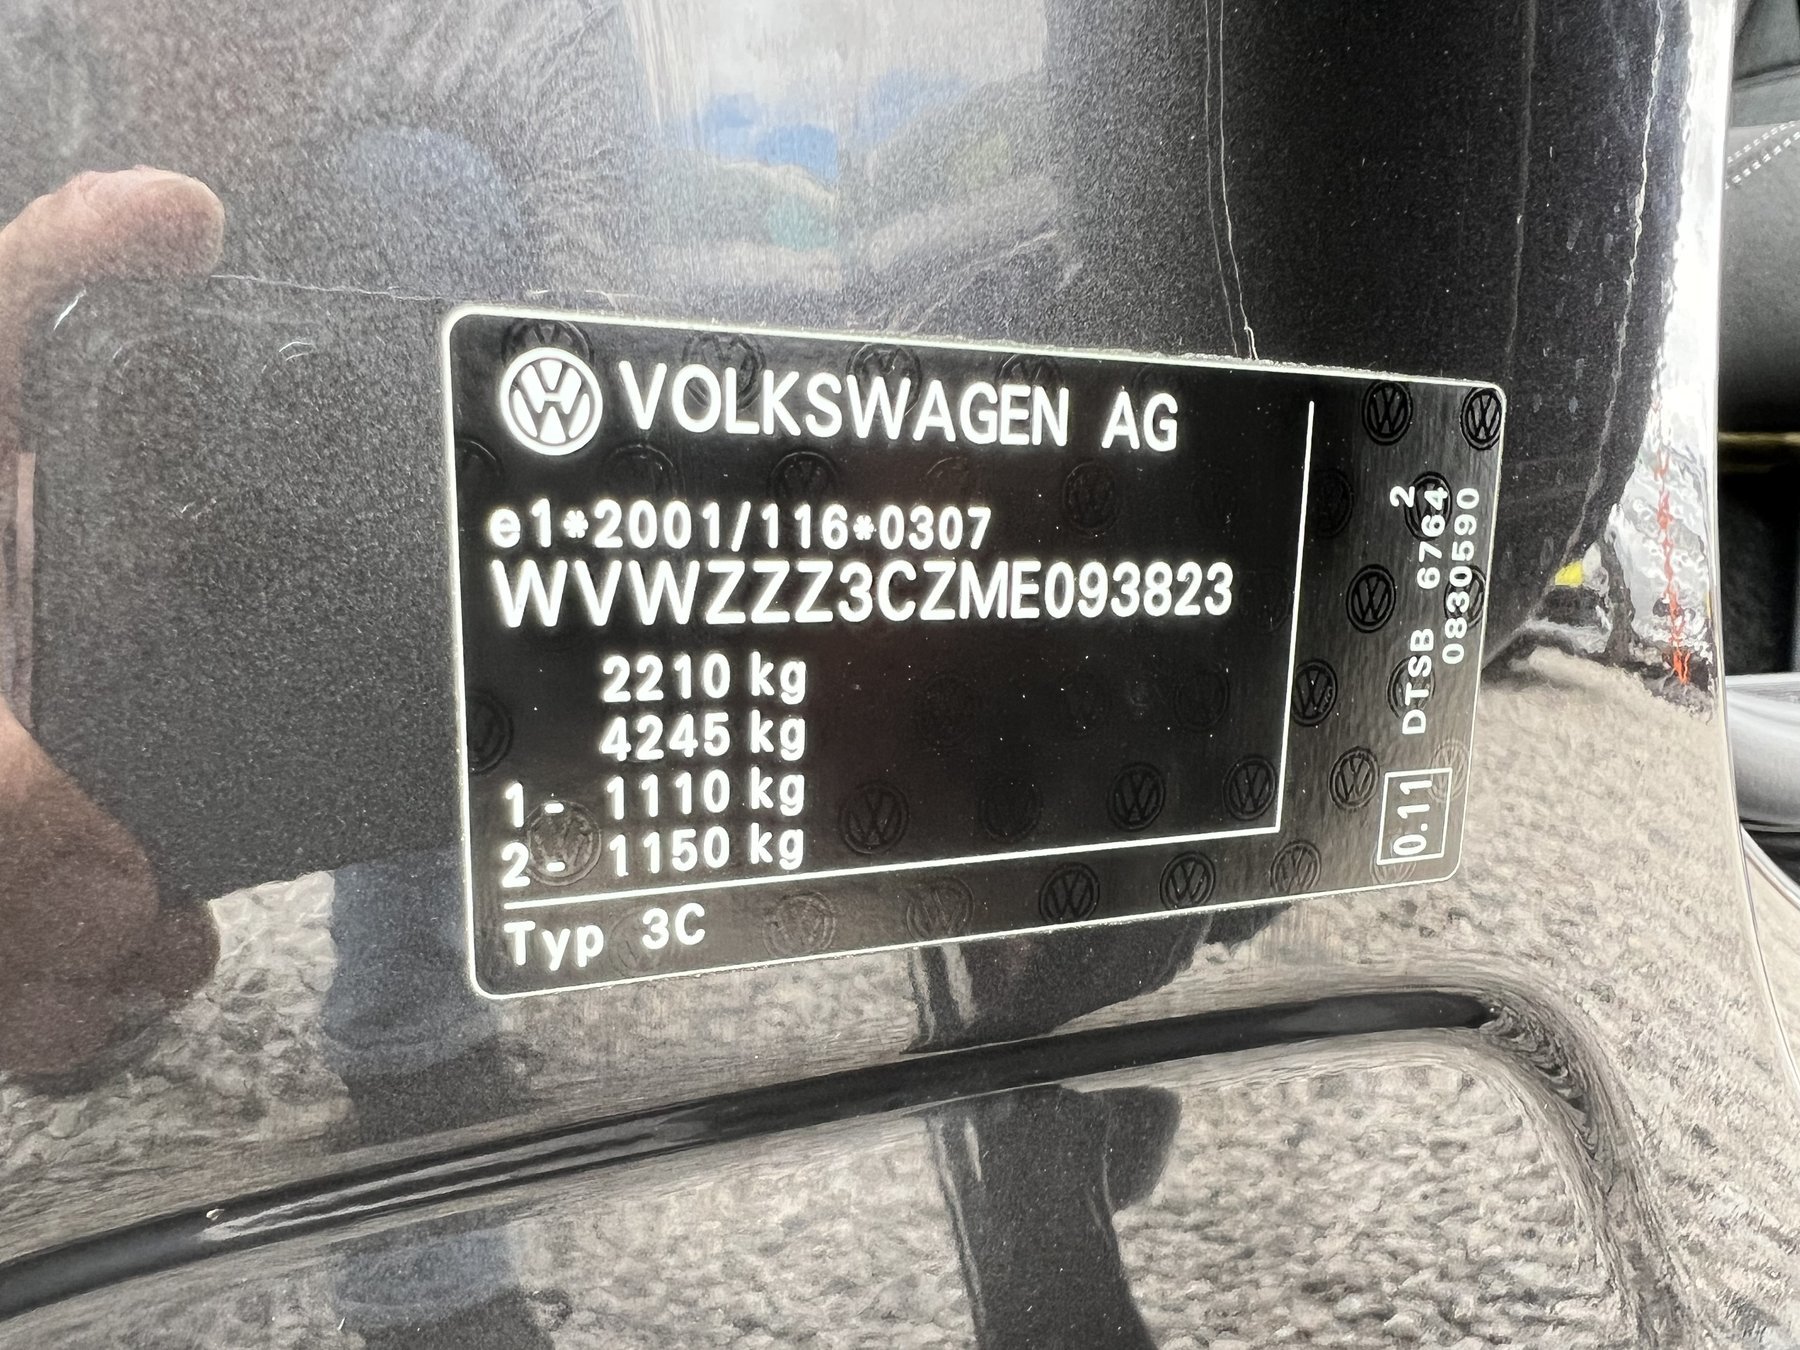 VOLKSWAGEN AG
e1*2001/116*0307
WVWZZZ3CZME093823
2210 kg
4245 kg
1- 1110 kg
2- 1150 kg
Typ 3C
2
DTSB 6764
0830590
0.11